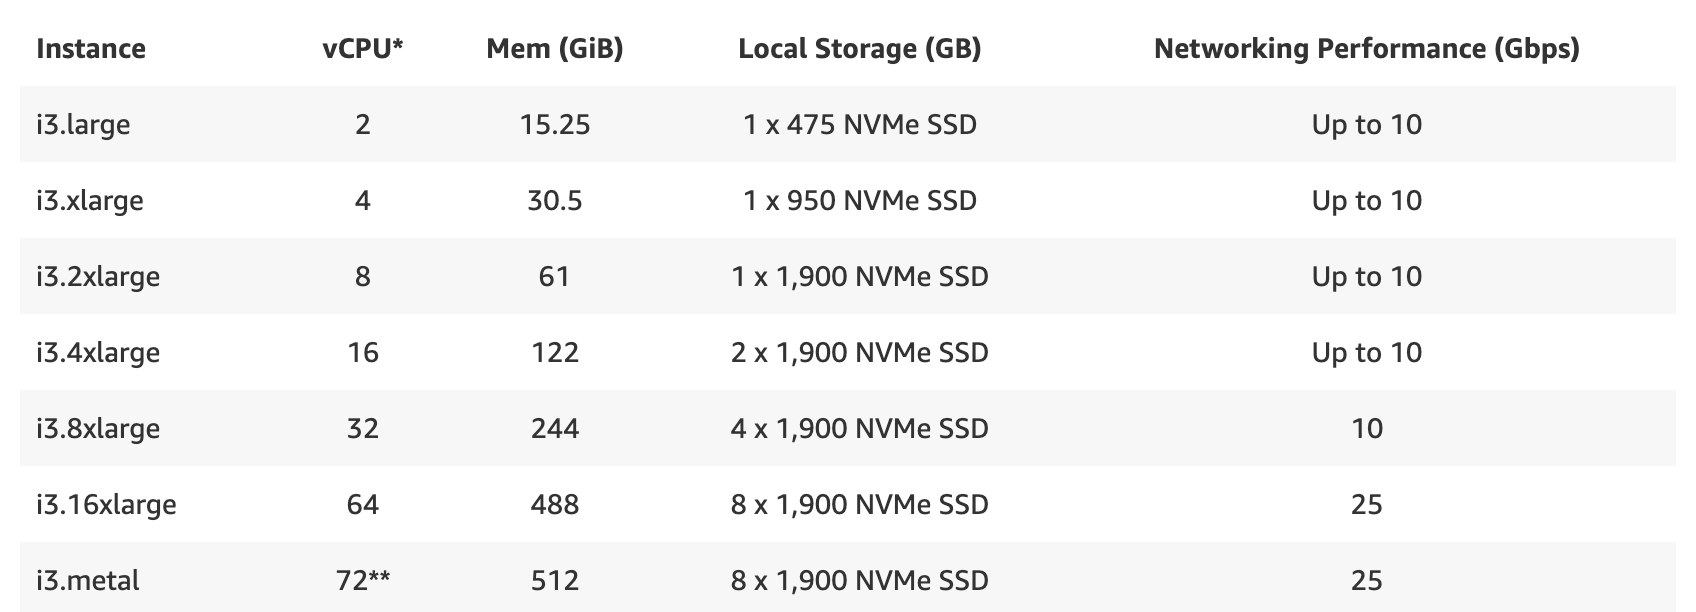 Instance vCPU* Mem (GiB) Local Storage (GB) Networking Performance (Gbps)
i3.large 2 15.25 1 x 475 NVMe SSD Up to 10
i3.xlarge 4 30.5 1 x 950 NVMe SSD Up to 10
i3.2xlarge 8 61 1 x 1,900 NVMe SSD Up to 10
i3.4xlarge 16 122 2 x 1,900 NVMe SSD Up to 10
i3.8xlarge 32 244 4 x 1,900 NVMe SSD 10
i3.16xlarge 64 488 8 x 1,900 NVMe SSD 25
i3.metal 72** 512 8 x 1,900 NVMe SSD 25